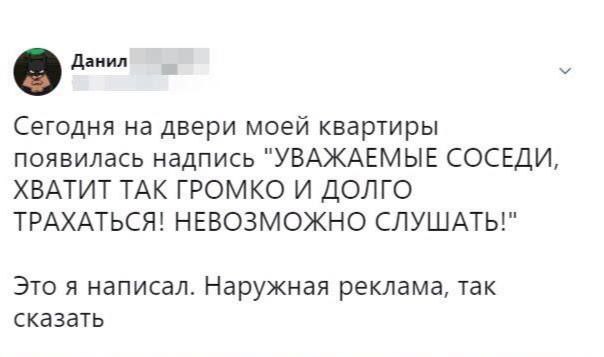 Данил
Сегодня на двери моей квартиры
появилась надпись "УВАЖАЕМЫЕ СОСЕДИ,
ХВАТИТ ТАК ГРОМКО И ДОЛГО
ТРАХАТЬСЯ! НЕВОЗМОЖНО СЛУШАТЬ!"
Это я написал. Наружная реклама, так
сказать